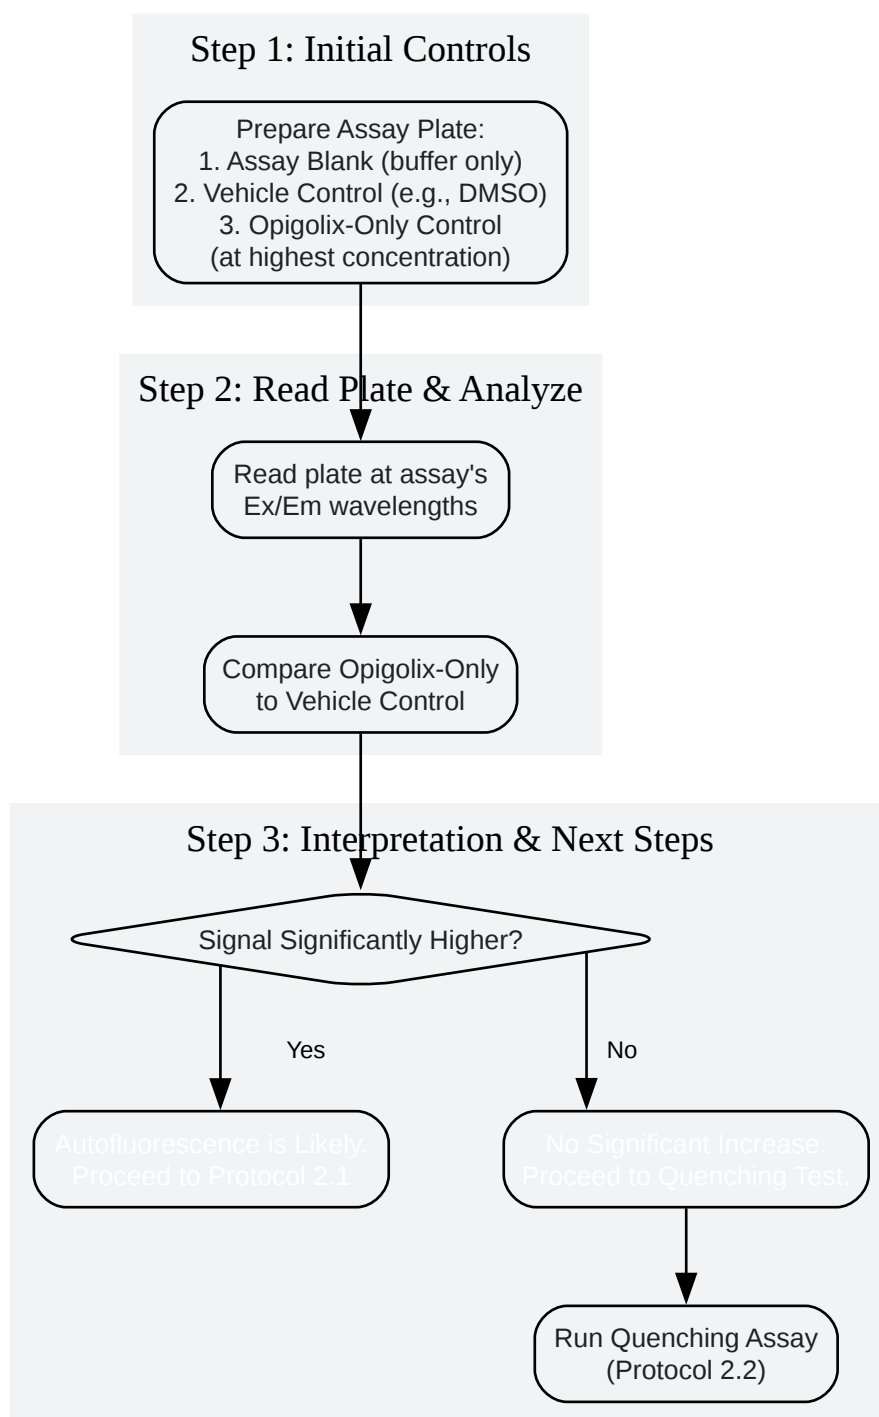 Step 1: Initial Controls
Prepare Assay Plate:
1. Assay Blank (buffer only)
2. Vehicle Control (e.g., DMSO)
3. Opigolix-Only Control
(at highest concentration)
Step 2: Read Plate & Analyze
Read plate at assay's
Ex/Em wavelengths
Compare Opigolix-Only
to Vehicle Control
Step 3: Interpretation & Next Steps
Signal Significantly Higher?
Yes
No
Autofluorescence is Likely.
Proceed to Protocol 2.1
No Significant Increase.
Proceed to Quenching Test.
Run Quenching Assay
(Protocol 2.2)